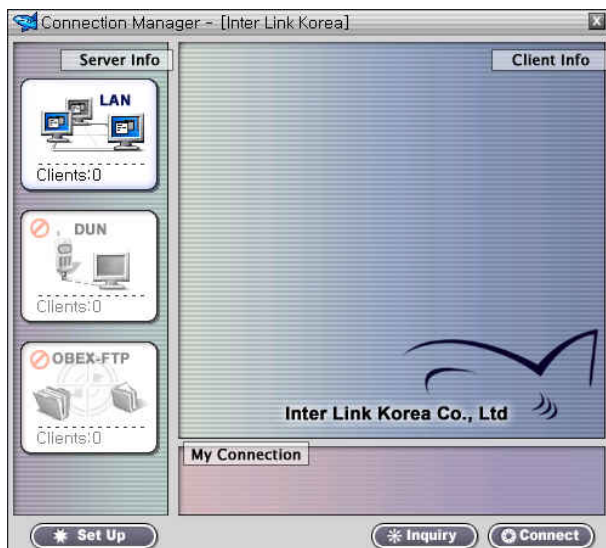 Connection Manager - [Inter Link Korea]
Server Info
LAN
Clients:0
DUN
Clients:0
OBEX-FTP
Clients:0
Client Info
Inter Link Korea Co., Ltd
My Connection
Set Up
Inquiry
Connect